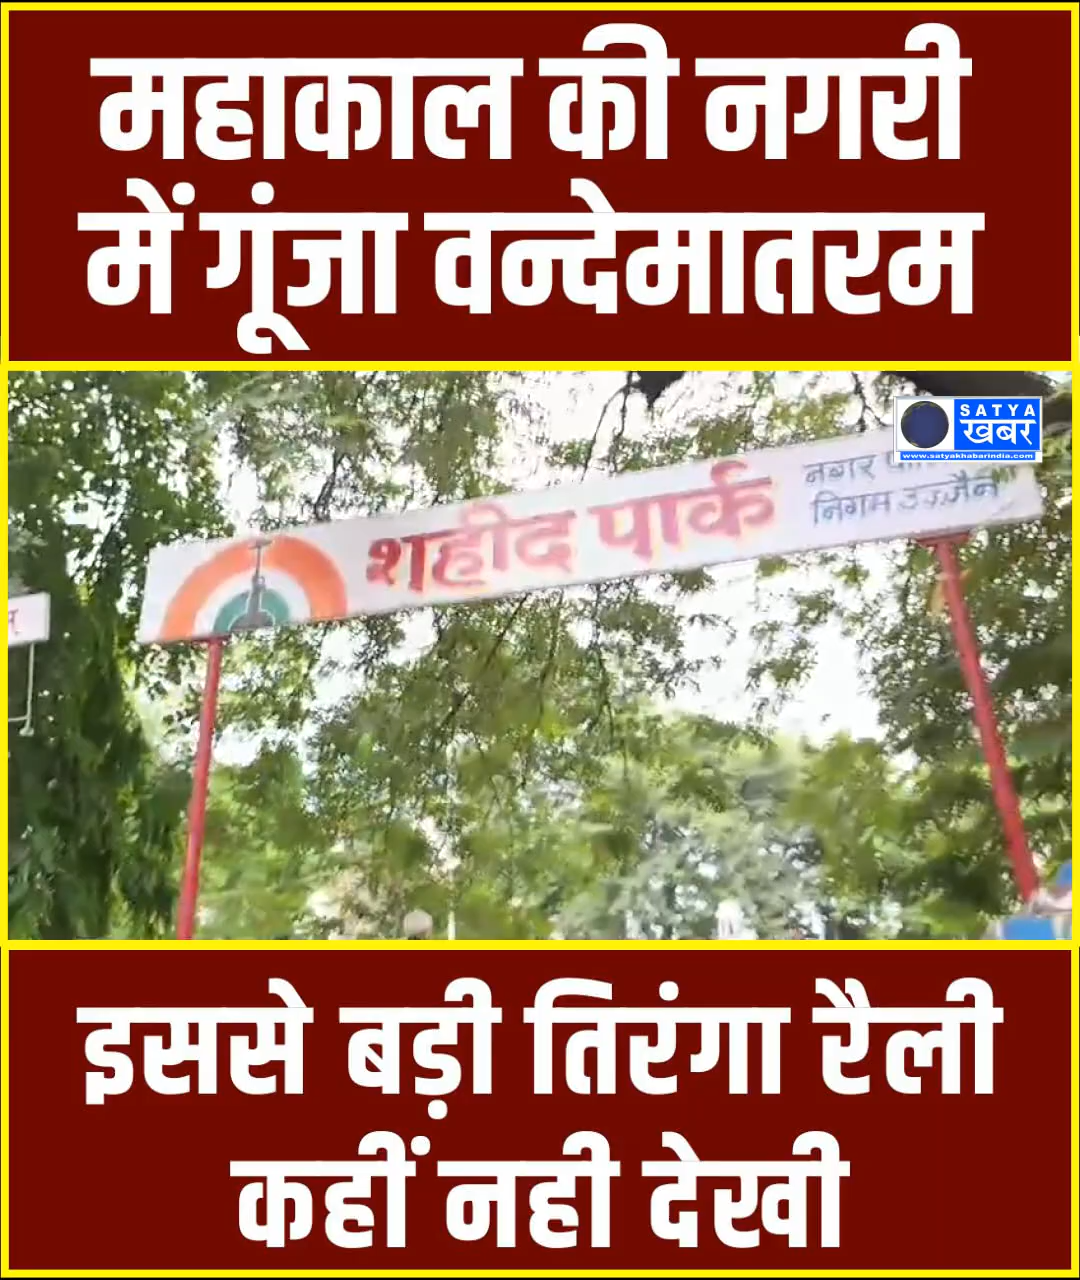 महाकाल की नगरी
में गूंजा वन्देमातरम
SATYA
खबर
www.satyakhabarindia.com
शहीद पार्क
नगर
निगम उज्जैन
इससे बड़ी तिरंगा रैली
कहीं नही देखी